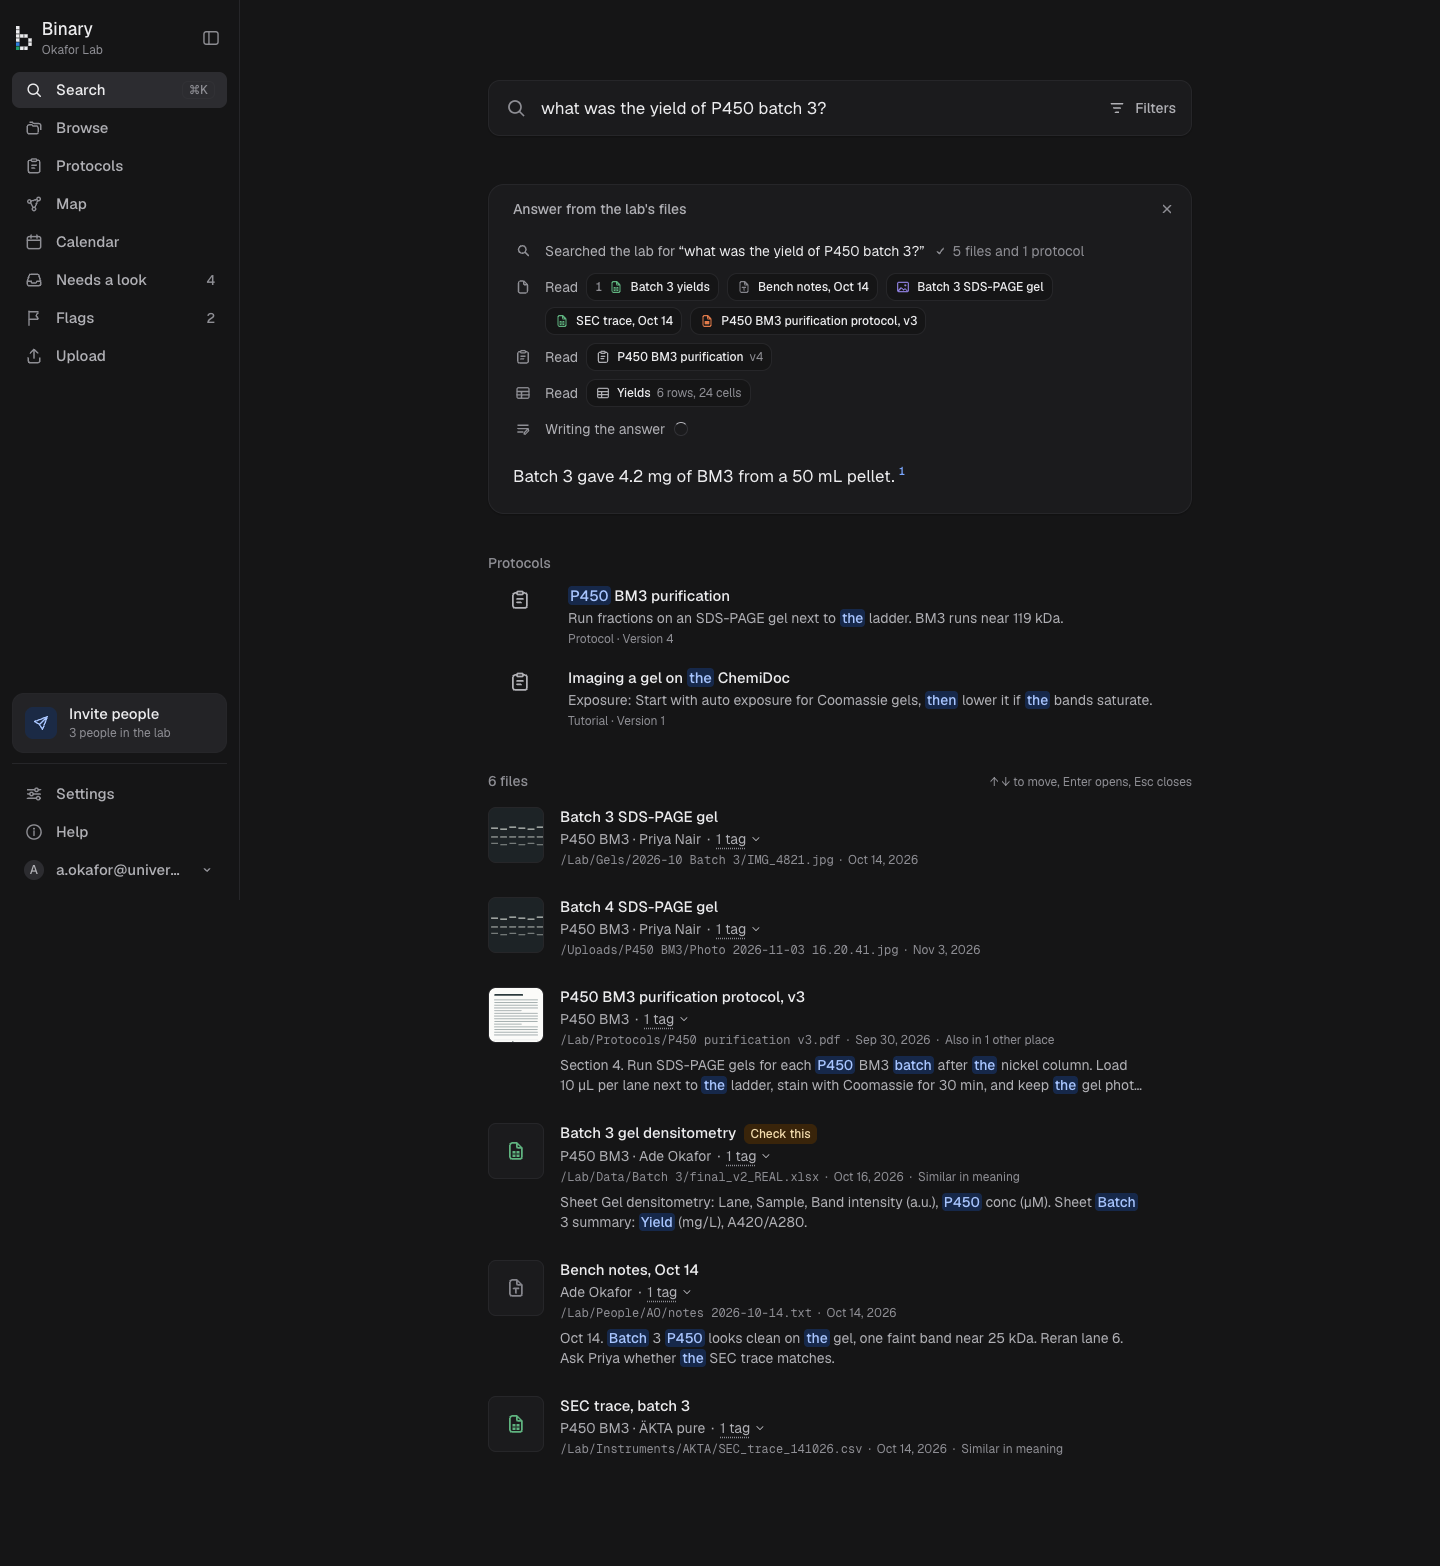 Binary
Okafor Lab
Search ⌘K
Browse
Protocols
Map
Calendar
Needs a look 4
Flags 2
Upload
Invite people
3 people in the lab
Settings
Help
A a.okafor@univer...
what was the yield of P450 batch 3? Filters
Answer from the lab's files
Searched the lab for “what was the yield of P450 batch 3?” ✓ 5 files and 1 protocol
Read 1 Batch 3 yields Bench notes, Oct 14 Batch 3 SDS-PAGE gel
SEC trace, Oct 14 P450 BM3 purification protocol, v3
Read P450 BM3 purification v4
Read Yields 6 rows, 24 cells
Writing the answer
Batch 3 gave 4.2 mg of BM3 from a 50 mL pellet. 1
Protocols
P450 BM3 purification
Run fractions on an SDS-PAGE gel next to the ladder. BM3 runs near 119 kDa.
Protocol · Version 4
Imaging a gel on the ChemiDoc
Exposure: Start with auto exposure for Coomassie gels, then lower it if the bands saturate.
Tutorial · Version 1
6 files ↑↓ to move, Enter opens, Esc closes
Batch 3 SDS-PAGE gel
P450 BM3 · Priya Nair · 1 tag
/Lab/Gels/2026-10 Batch 3/IMG_4821.jpg · Oct 14, 2026
Batch 4 SDS-PAGE gel
P450 BM3 · Priya Nair · 1 tag
/Uploads/P450 BM3/Photo 2026-11-03 16.20.41.jpg · Nov 3, 2026
P450 BM3 purification protocol, v3
P450 BM3 · 1 tag
/Lab/Protocols/P450 purification v3.pdf · Sep 30, 2026 · Also in 1 other place
Section 4. Run SDS-PAGE gels for each P450 BM3 batch after the nickel column. Load
10 µL per lane next to the ladder, stain with Coomassie for 30 min, and keep the gel phot...
Batch 3 gel densitometry Check this
P450 BM3 · Ade Okafor · 1 tag
/Lab/Data/Batch 3/final_v2_REAL.xlsx · Oct 16, 2026 · Similar in meaning
Sheet Gel densitometry: Lane, Sample, Band intensity (a.u.), P450 conc (µM). Sheet Batch
3 summary: Yield (mg/L), A420/A280.
Bench notes, Oct 14
Ade Okafor · 1 tag
/Lab/People/AO/notes 2026-10-14.txt · Oct 14, 2026
Oct 14. Batch 3 P450 looks clean on the gel, one faint band near 25 kDa. Reran lane 6.
Ask Priya whether the SEC trace matches.
SEC trace, batch 3
P450 BM3 · ÄKTA pure · 1 tag
/Lab/Instruments/AKTA/SEC_trace_141026.csv · Oct 14, 2026 · Similar in meaning